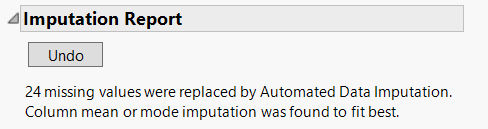 Imputation Report
Undo
24 missing values were replaced by Automated Data Imputation.
Column mean or mode imputation was found to fit best.